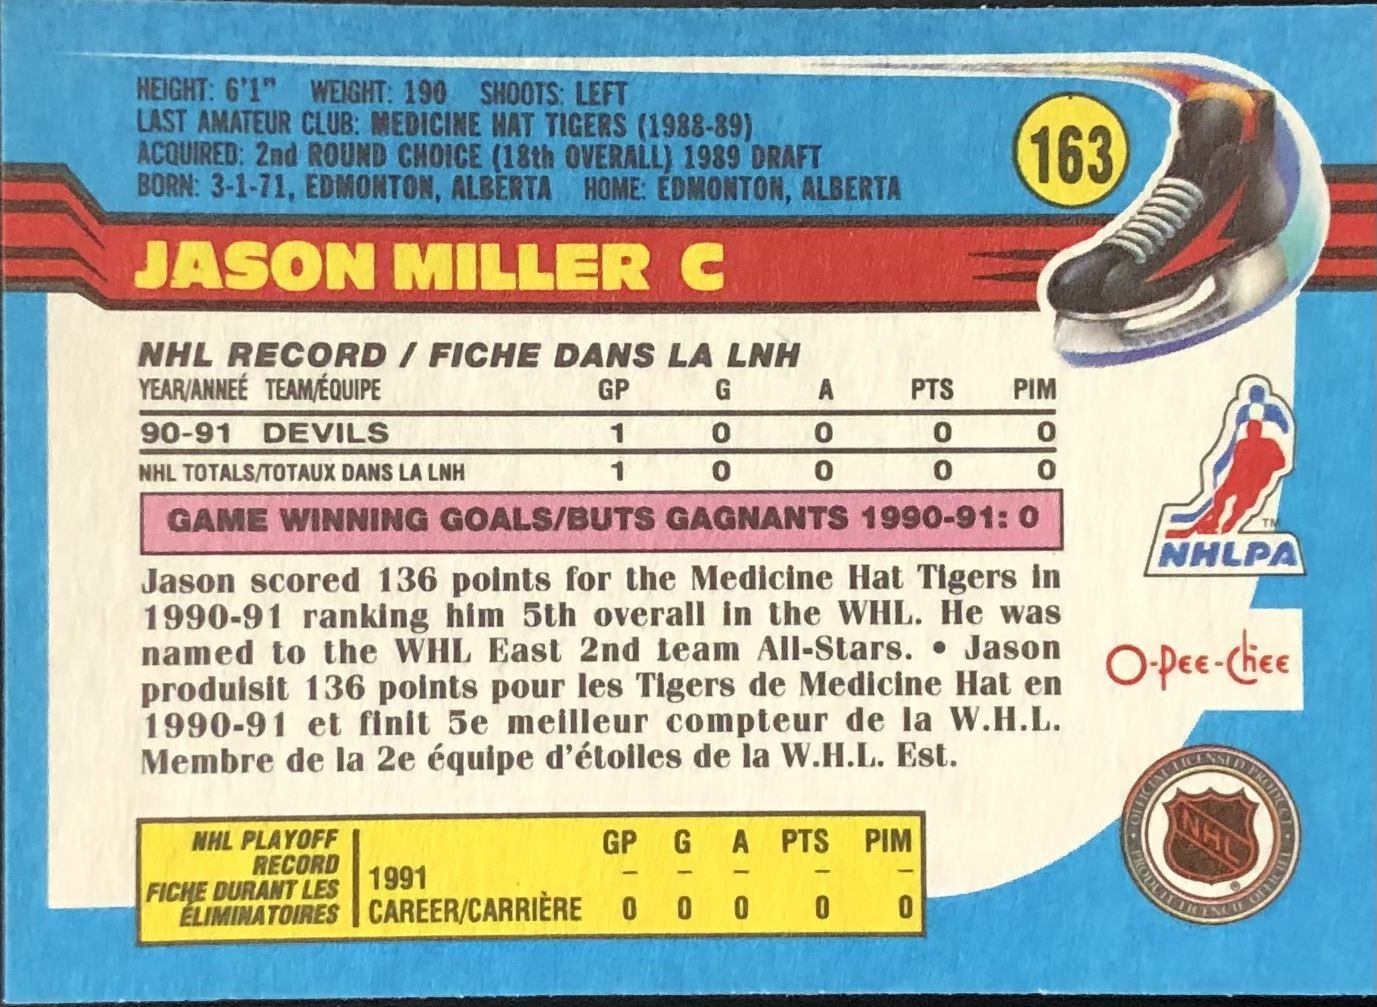 HEIGHT: 6'1" WEIGHT: 190 SHOOTS: LEFT
LAST AMATEUR CLUB: MEDICINE HAT TIGERS (1988-89)
ACQUIRED: 2nd ROUND CHOICE (18th OVERALL) 1989 DRAFT
BORN: 3-1-71, EDMONTON, ALBERTA HOME: EDMONTON, ALBERTA
163
JASON MILLER C
NHL RECORD / FICHE DANS LA LNH
YEAR/ANNEÉ TEAM/ÉQUIPE GP G A PTS PIM
90-91 DEVILS 1 0 0 0 0
NHL TOTALS/TOTAUX DANS LA LNH 1 0 0 0 0
GAME WINNING GOALS/BUTS GAGNANTS 1990-91: 0
Jason scored 136 points for the Medicine Hat Tigers in
1990-91 ranking him 5th overall in the WHL. He was
named to the WHL East 2nd team All-Stars. • Jason
produisit 136 points pour les Tigers de Medicine Hat en
1990-91 et finit 5e meilleur compteur de la W.H.L.
Membre de la 2e équipe d'étoiles de la W.H.L. Est.
TM
NHLPA
O-Pee-Chee
OFFICIAL LICENSED PRODUCT
NHL
®
PRODUIT LICENCIE OFFICIEL
NHL PLAYOFF
RECORD
FICHE DURANT LES
ÉLIMINATOIRES
GP G A PTS PIM
1991 – – – – –
CAREER/CARRIÈRE 0 0 0 0 0